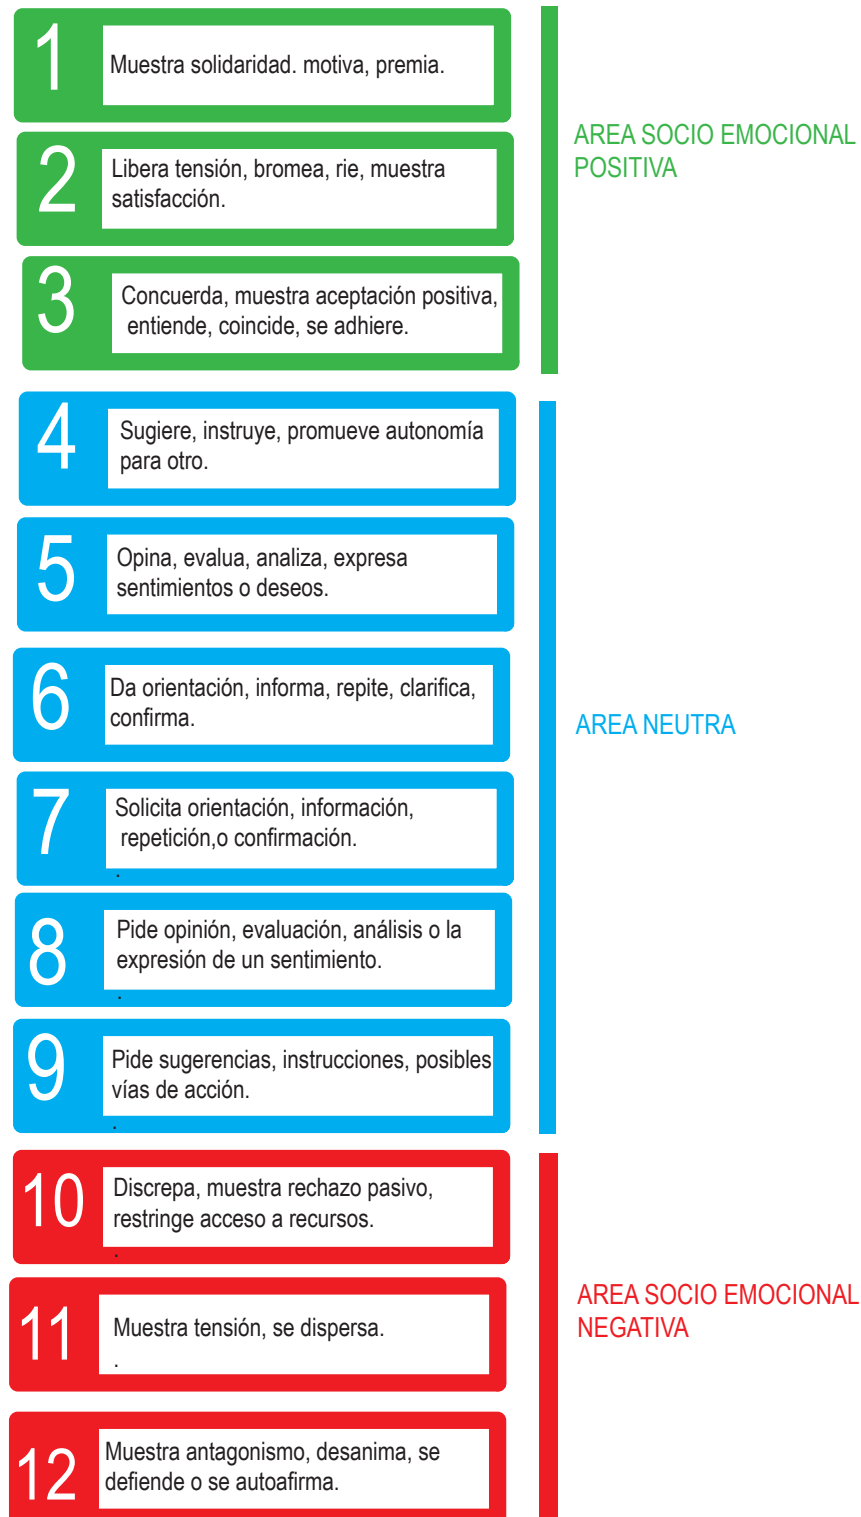 1
Muestra solidaridad. motiva, premia.
2
Libera tensión, bromea, rie, muestra
satisfacción.
3
Concuerda, muestra aceptación positiva,
entiende, coincide, se adhiere.
AREA SOCIO EMOCIONAL
POSITIVA
4
Sugiere, instruye, promueve autonomía
para otro.
5
Opina, evalua, analiza, expresa
sentimientos o deseos.
6
Da orientación, informa, repite, clarifica,
confirma.
7
Solicita orientación, información,
repetición,o confirmación.
.
8
Pide opinión, evaluación, análisis o la
expresión de un sentimiento.
.
9
Pide sugerencias, instrucciones, posibles
vías de acción.
.
AREA NEUTRA
10
Discrepa, muestra rechazo pasivo,
restringe acceso a recursos.
.
11
Muestra tensión, se dispersa.
.
12
Muestra antagonismo, desanima, se
defiende o se autoafirma.
AREA SOCIO EMOCIONAL
NEGATIVA